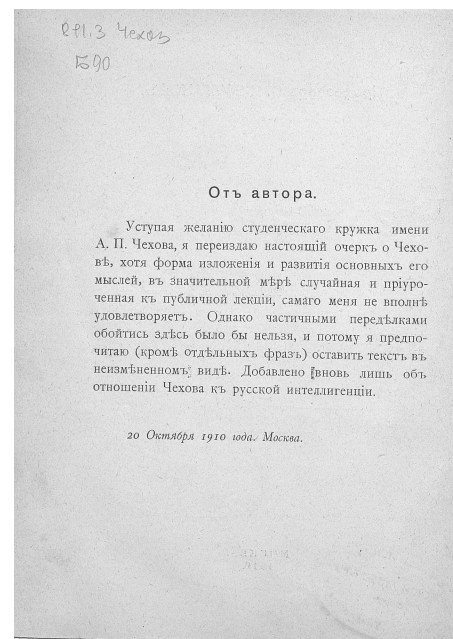 891.3 Чехов
Б90
Отъ автора.
Уступая желанію студенческаго кружка имени
А. П. Чехова, я переиздаю настоящій очеркъ о Чехо-
вѣ, хотя форма изложенія и развитія основныхъ его
мыслей, въ значительной мѣрѣ случайная и пріуро-
ченная къ публичной лекціи, самаго меня не вполнѣ
удовлетворяетъ. Однако частичными передѣлками
обойтись здѣсь было бы нельзя, и потому я предпо-
читаю (кромѣ отдѣльныхъ фразъ) оставить текстъ въ
неизмѣненномъ видѣ. Добавлено вновь лишь объ
отношеніи Чехова къ русской интеллигенціи.
20 Октября 1910 года. Москва.